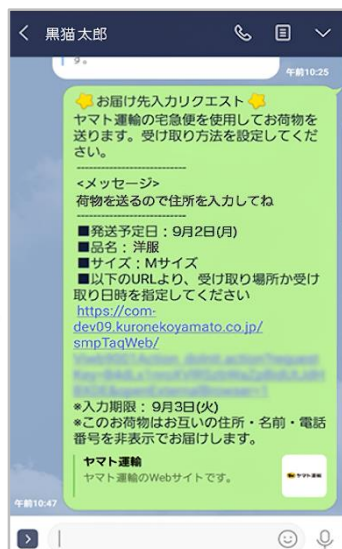 黒猫太郎
す。
午前10:25
お届け先入力リクエスト
ヤマト運輸の宅急便を使用してお荷物を
送ります。受け取り方法を設定してくだ
さい。
--------------------------
<メッセージ>
荷物を送るので住所を入力してね
--------------------------
■発送予定日：9月2日(月)
■品名：洋服
■サイズ：Mサイズ
■以下のURLより、受け取り場所か受け
取り日時を指定してください
https://com-
dev09.kuronekoyamato.co.jp/
smpTaqWeb/
※入力期限：9月3日(火)
※このお荷物はお互いの住所・名前・電話
番号を非表示でお届けします。
ヤマト運輸
ヤマト運輸のWebサイトです。
ヤマト運輸
午前10:47